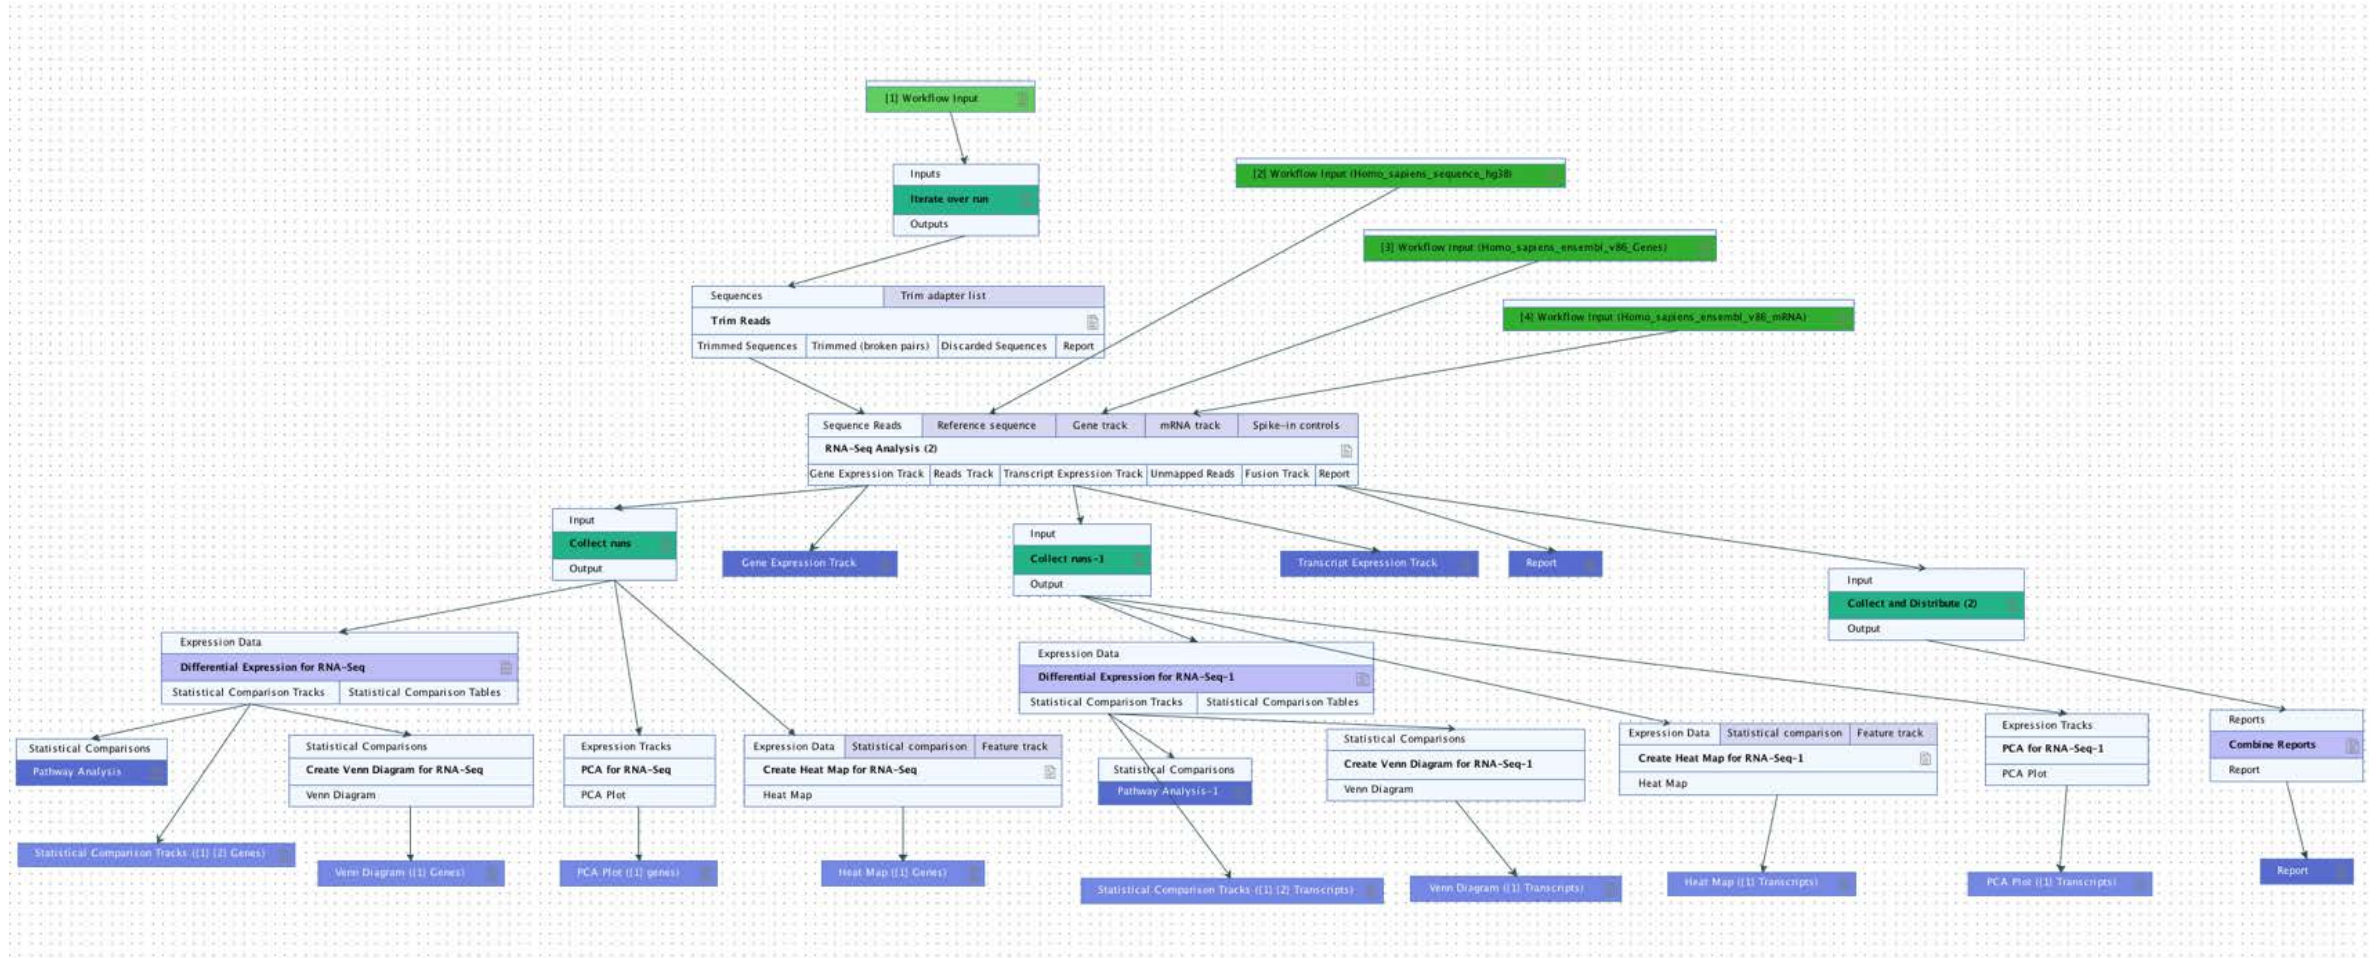 [1] Workflow Input
Inputs
Iterate over run
Outputs
[2] Workflow Input (Homo_sapiens_sequence_hg38)
[3] Workflow Input (Homo_sapiens_ensembl_v86_Genes)
[4] Workflow Input (Homo_sapiens_ensembl_v86_mRNA)
Sequences Trim adapter list
Trim Reads
Trimmed Sequences Trimmed (broken pairs) Discarded Sequences Report
Sequence Reads Reference sequence Gene track mRNA track Spike-in controls
RNA-Seq Analysis (2)
Gene Expression Track Reads Track Transcript Expression Track Unmapped Reads Fusion Track Report
Input
Collect runs
Output
Gene Expression Track
Input
Collect runs-1
Output
Transcript Expression Track
Report
Input
Collect and Distribute (2)
Output
Expression Data
Differential Expression for RNA-Seq
Statistical Comparison Tracks Statistical Comparison Tables
Expression Data
Differential Expression for RNA-Seq-1
Statistical Comparison Tracks Statistical Comparison Tables
Statistical Comparisons
Pathway Analysis
Statistical Comparisons
Create Venn Diagram for RNA-Seq
Venn Diagram
Expression Tracks
PCA for RNA-Seq
PCA Plot
Expression Data Statistical comparison Feature track
Create Heat Map for RNA-Seq
Heat Map
Statistical Comparisons
Pathway Analysis-1
Statistical Comparisons
Create Venn Diagram for RNA-Seq-1
Venn Diagram
Expression Data Statistical comparison Feature track
Create Heat Map for RNA-Seq-1
Heat Map
Expression Tracks
PCA for RNA-Seq-1
PCA Plot
Reports
Combine Reports
Report
Statistical Comparison Tracks ({1} {2} Genes)
Venn Diagram ({1} Genes)
PCA Plot ({1} genes)
Heat Map ({1} Genes)
Statistical Comparison Tracks ({1} {2} Transcripts)
Venn Diagram ({1} Transcripts)
Heat Map ({1} Transcripts)
PCA Plot ({1} Transcripts)
Report